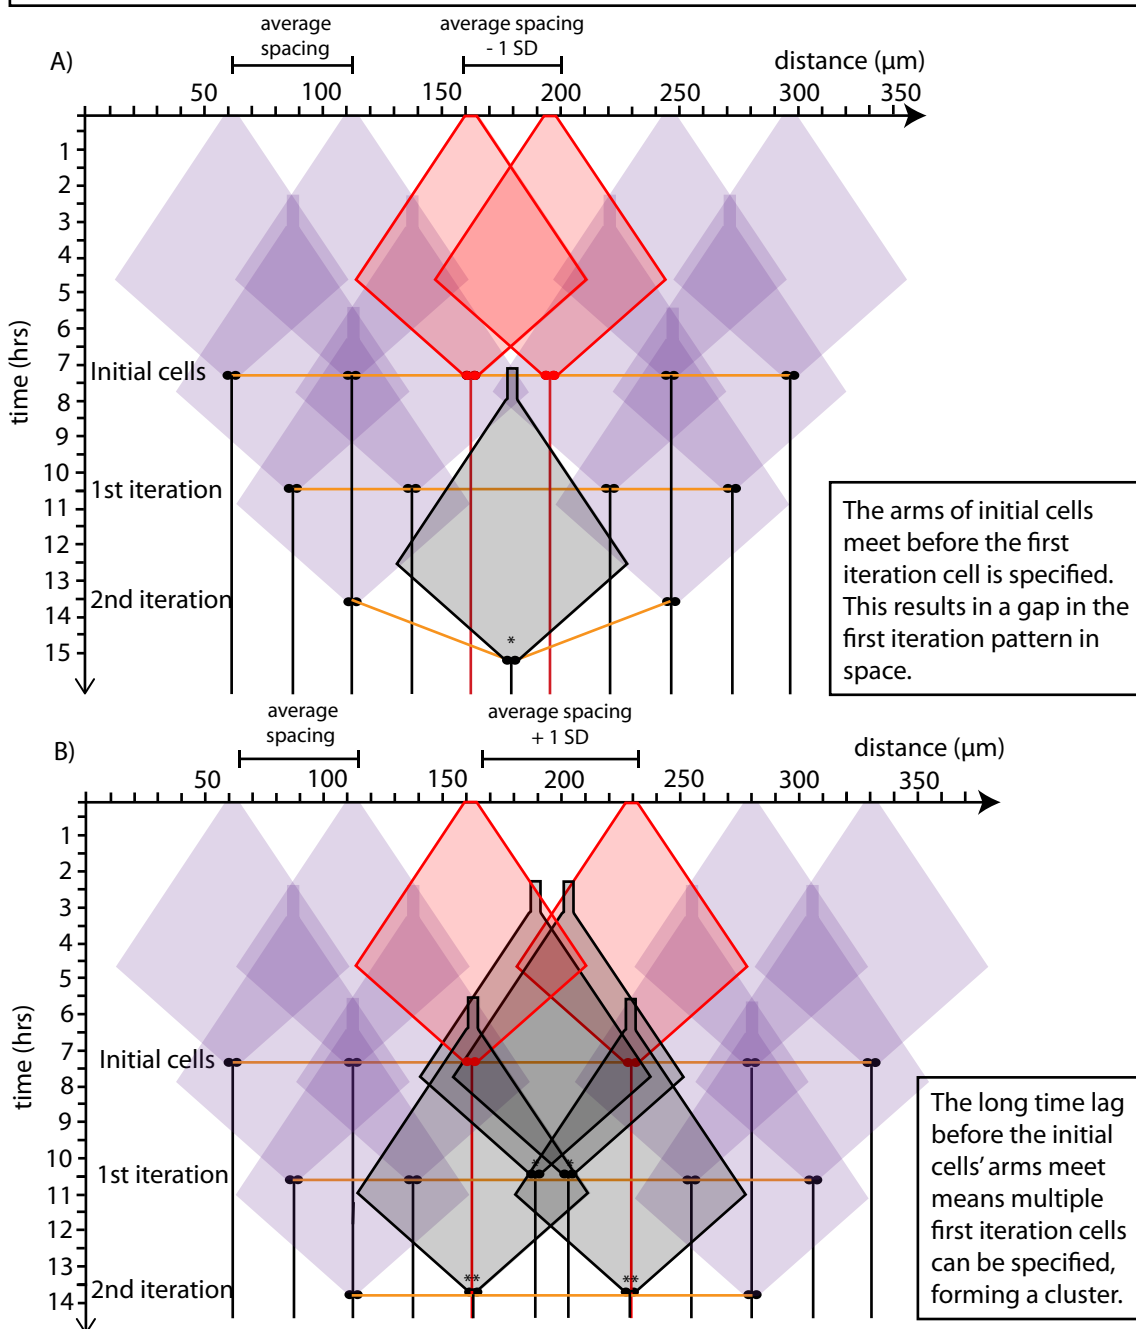 average
spacing
average spacing
- 1 SD
A)
distance (µm)
50 100 150 200 250 300 350
1
2
3
4
5
6
7
8
9
10
11
12
13
14
15
time (hrs)
Initial cells
1st iteration
2nd iteration
*
The arms of initial cells
meet before the first
iteration cell is specified.
This results in a gap in the
first iteration pattern in
space.
average
spacing
average spacing
+ 1 SD
B)
distance (µm)
50 100 150 200 250 300 350
1
2
3
4
5
6
7
8
9
10
11
12
13
14
time (hrs)
Initial cells
1st iteration
2nd iteration
* *
** **
The long time lag
before the initial
cells’ arms meet
means multiple
first iteration cells
can be specified,
forming a cluster.